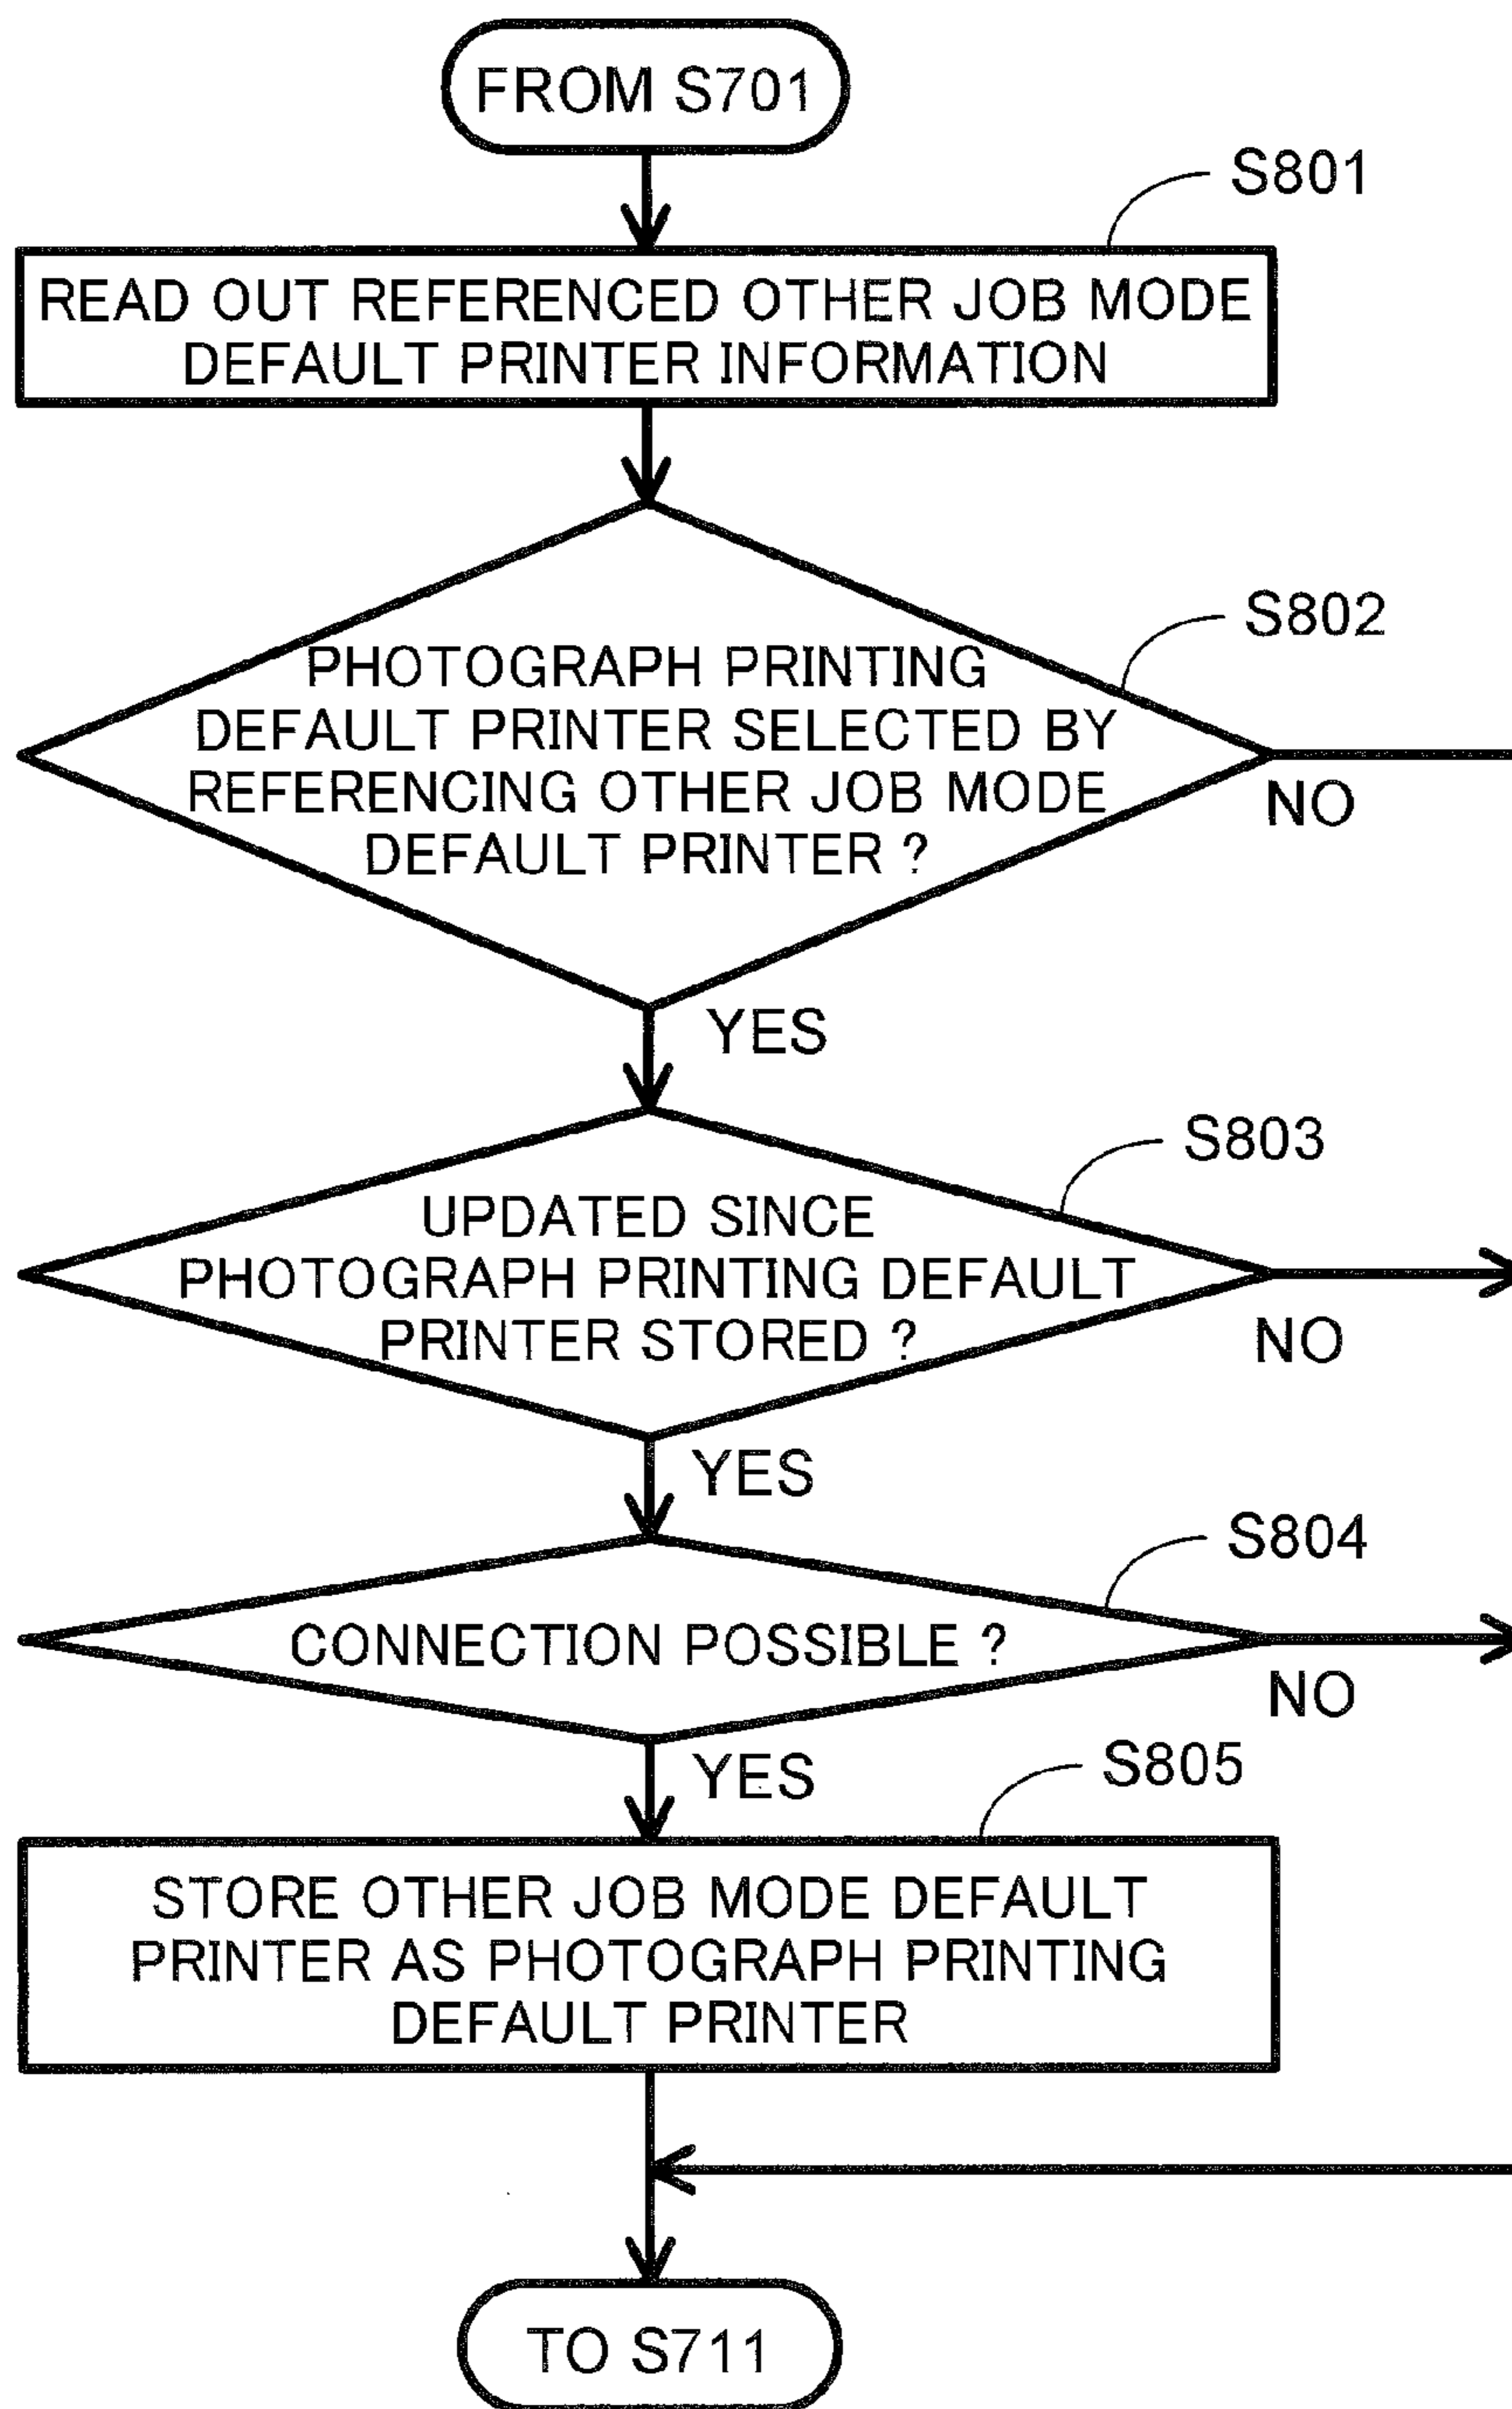 FROM S701
S801
READ OUT REFERENCED OTHER JOB MODE
DEFAULT PRINTER INFORMATION
S802
PHOTOGRAPH PRINTING
DEFAULT PRINTER SELECTED BY
REFERENCING OTHER JOB MODE
DEFAULT PRINTER ?
NO
YES
S803
UPDATED SINCE
PHOTOGRAPH PRINTING DEFAULT
PRINTER STORED ?
NO
YES
S804
CONNECTION POSSIBLE ?
NO
YES
S805
STORE OTHER JOB MODE DEFAULT
PRINTER AS PHOTOGRAPH PRINTING
DEFAULT PRINTER
TO S711